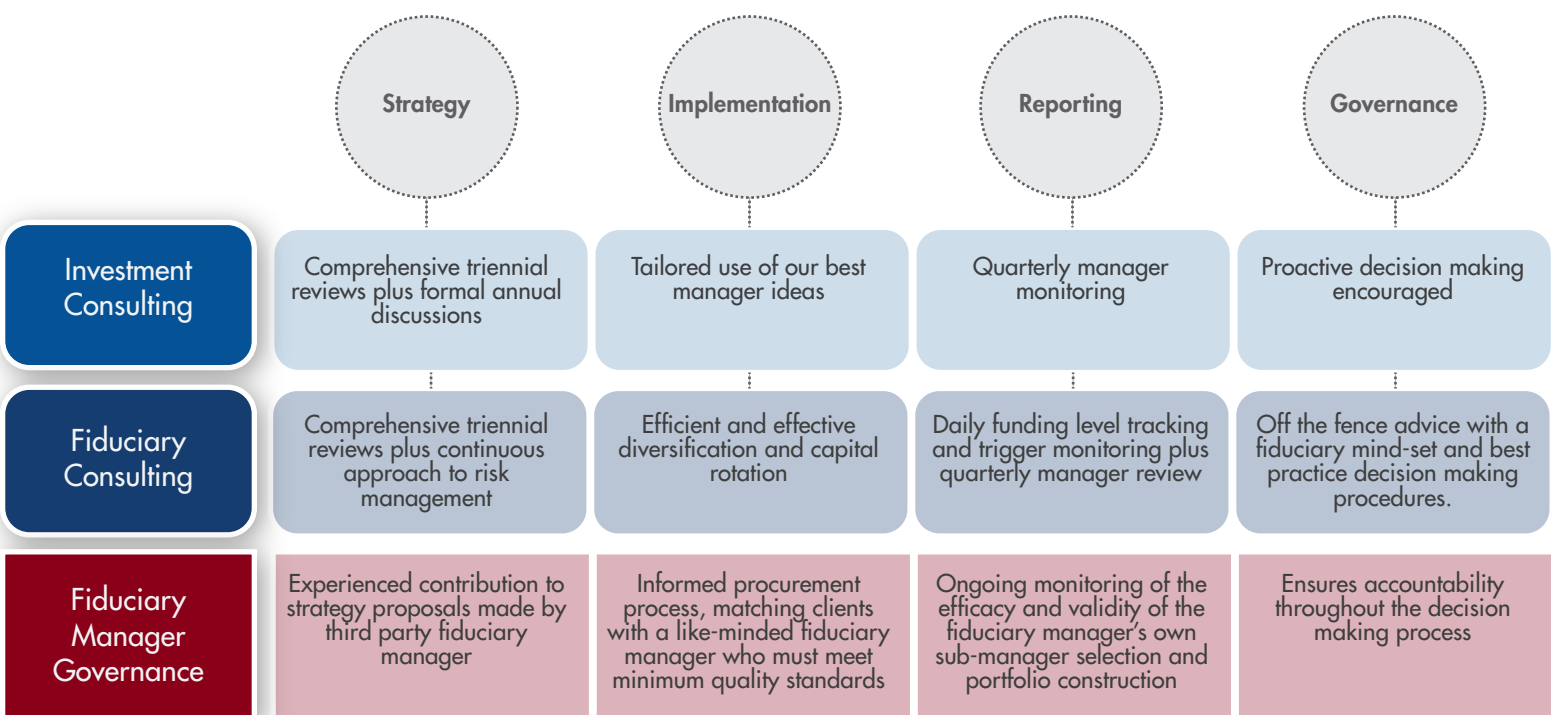 Strategy
Implementation
Reporting
Governance
Investment
Consulting
Comprehensive triennial
reviews plus formal annual
discussions
Tailored use of our best
manager ideas
Quarterly manager
monitoring
Proactive decision making
encouraged
Fiduciary
Consulting
Comprehensive triennial
reviews plus continuous
approach to risk
management
Efficient and effective
diversification and capital
rotation
Daily funding level tracking
and trigger monitoring plus
quarterly manager review
Off the fence advice with a
fiduciary mind-set and best
practice decision making
procedures.
Fiduciary
Manager
Governance
Experienced contribution to
strategy proposals made by
third party fiduciary
manager
Informed procurement
process, matching clients
with a like-minded fiduciary
manager who must meet
minimum quality standards
Ongoing monitoring of the
efficacy and validity of the
fiduciary manager’s own
sub-manager selection and
portfolio construction
Ensures accountability
throughout the decision
making process